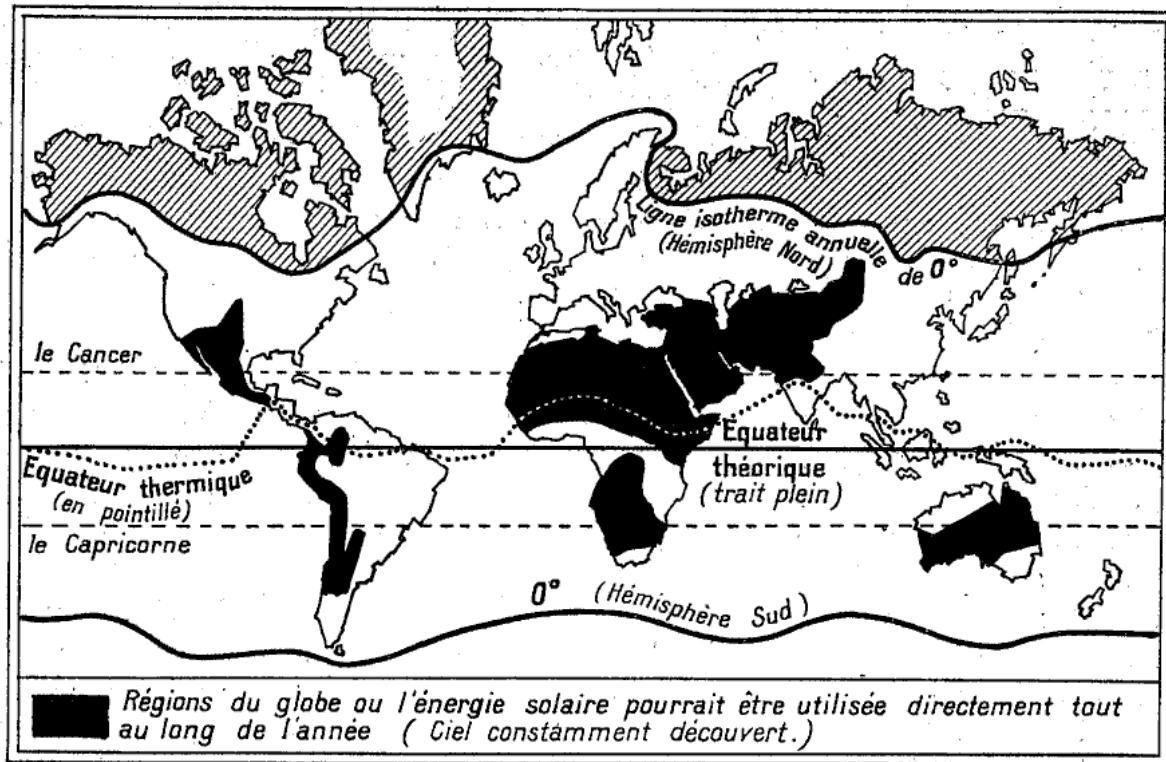 Ligne isotherme annuelle de 0°
(Hémisphère Nord)
le Cancer
Equateur
théorique
(trait plein)
Equateur thermique
(en pointillé)
le Capricorne
0° (Hémisphère Sud)
Régions du globe ou l'énergie solaire pourrait être utilisée directement tout
au long de l'année ( Ciel constamment découvert.)